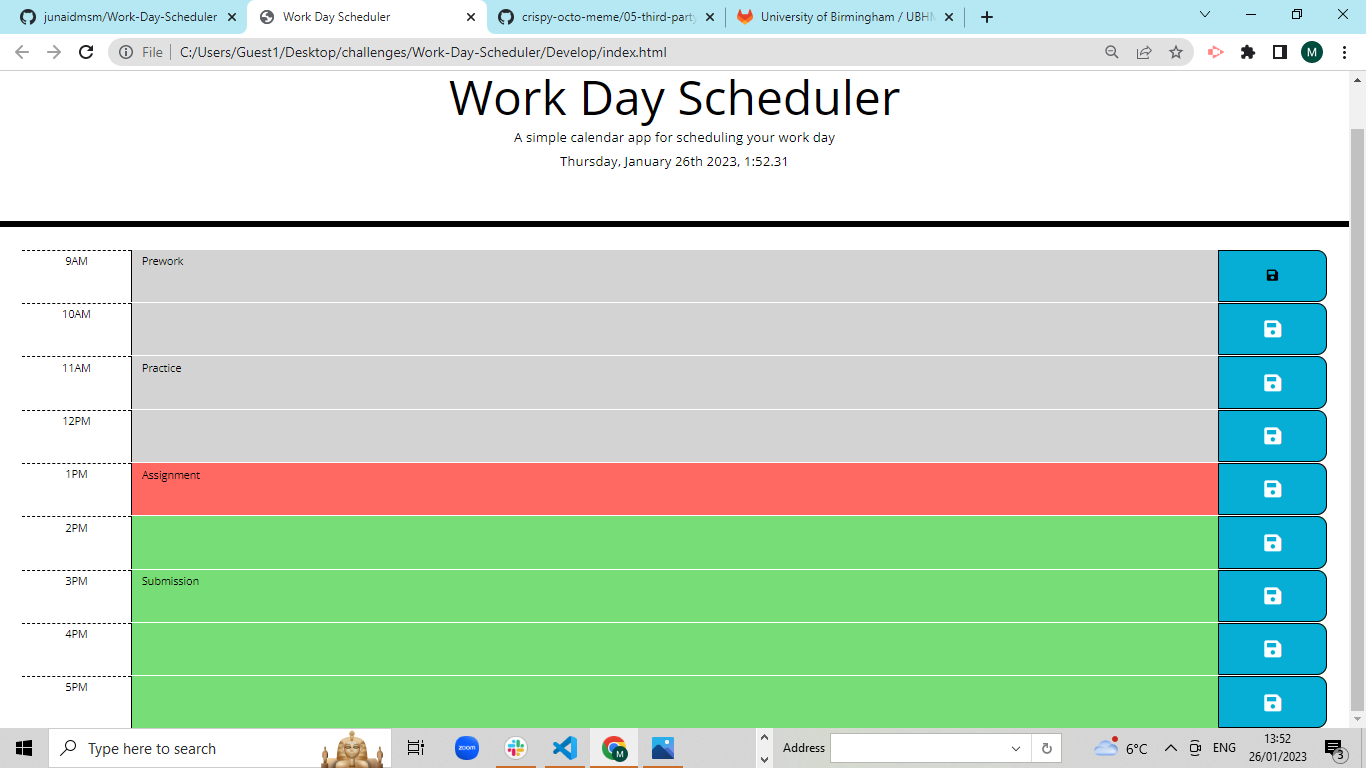 junaidmsm/Work-Day-Scheduler
Work Day Scheduler
crispy-octo-meme/05-third-party
University of Birmingham / UBHM
File
C:/Users/Guest1/Desktop/challenges/Work-Day-Scheduler/Develop/index.html
M
Work Day Scheduler
A simple calendar app for scheduling your work day
Thursday, January 26th 2023, 1:52.31
9AM Prework
10AM
11AM Practice
12PM
1PM Assignment
2PM
3PM Submission
4PM
5PM
Type here to search
zoom
M
Address
6°C
ENG
13:52
26/01/2023
3